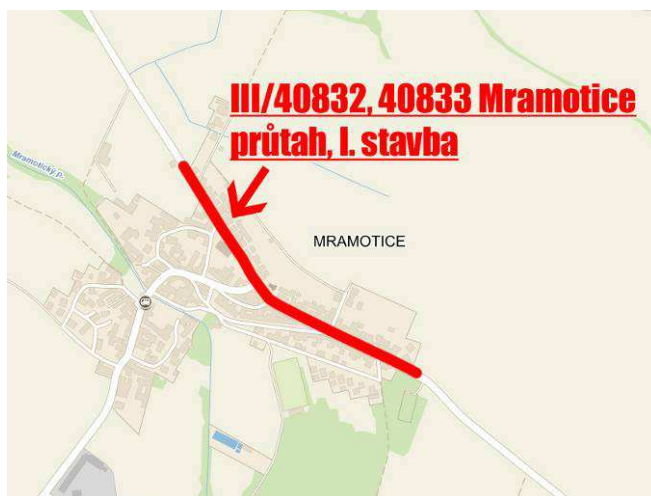 III/40832, 40833 Mramotice
průtah, I. stavba
Mramotický p.
MRAMOTICE